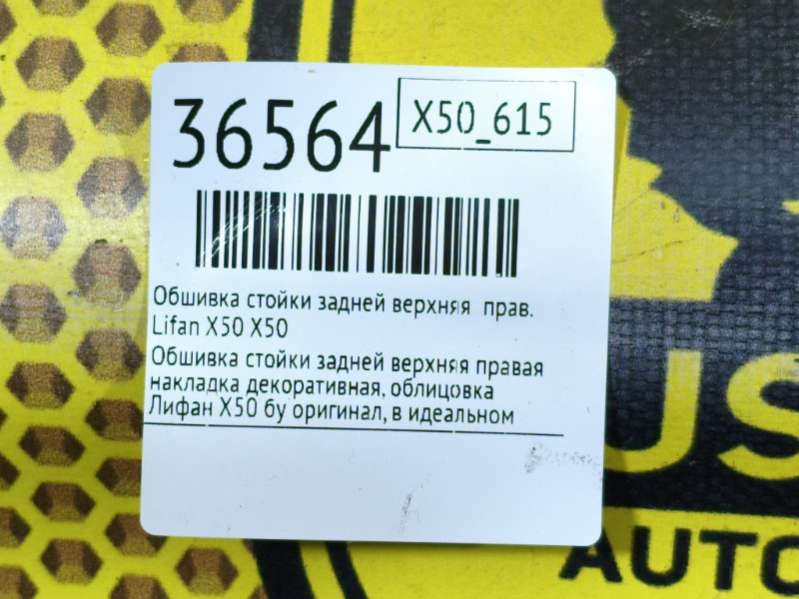 36564
X50_615
Обшивка стойки задней верхняя прав.
Lifan X50 X50
Обшивка стойки задней верхняя правая
накладка декоративная, облицовка
Лифан Х50 бу оригинал, в идеальном
US
AUTO